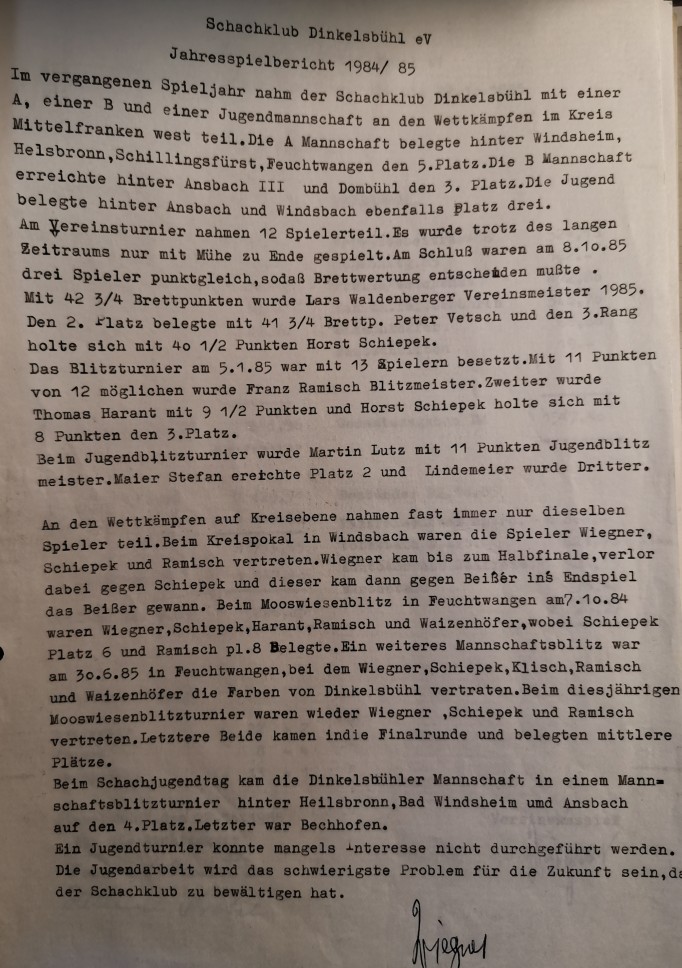 Schachklub Dinkelsbühl eV
Jahresspielbericht 1984/ 85
Im vergangenen Spieljahr nahm der Schachklub Dinkelsbühl mit einer
A, einer B und einer Jugendmannschaft an den Wettkämpfen im Kreis
Mittelfranken west teil.Die A Mannschaft belegte hinter Windsheim,
Helsbronn,Schillingsfürst,Feuchtwangen den 5.Platz.Die B Mannschaft
erreichte hinter Ansbach III  und Dombühl den 3. Platz.Die Jugend
belegte hinter Ansbach und Windsbach ebenfalls Platz drei.
Am Vereinsturnier nahmen 12 Spielerteil.Es wurde trotz des langen
Zeitraums nur mit Mühe zu Ende gespielt.Am Schluß waren am 8.1o.85
drei Spieler punktgleich,sodaß Brettwertung entscheiden mußte .
Mit 42 3/4 Brettpunkten wurde Lars Waldenberger Vereinsmeister 1985.
Den 2. Platz belegte mit 41 3/4 Brettp. Peter Vetsch und den 3.Rang
holte sich mit 4o 1/2 Punkten Horst Schiepek.
Das Blitzturnier am 5.1.85 war mit 13 Spielern besetzt.Mit 11 Punkten
von 12 möglichen wurde Franz Ramisch Blitzmeister.Zweiter wurde
Thomas Harant mit 9 1/2 Punkten und Horst Schiepek holte sich mit
8 Punkten den 3.Platz.
Beim Jugendblitzturnier wurde Martin Lutz mit 11 Punkten Jugendblitz
meister.Maier Stefan ereichte Platz 2 und  Lindemeier wurde Dritter.
An den Wettkämpfen auf Kreisebene nahmen fast immer nur dieselben
Spieler teil.Beim Kreispokal in Windsbach waren die Spieler Wiegner,
Schiepek und Ramisch vertreten.Wiegner kam bis zum Halbfinale,verlor
dabei gegen Schiepek und dieser kam dann gegen Beißer ins Endspiel
das Beißer gewann. Beim Mooswiesenblitz in Feuchtwangen am7.1o.84
waren Wiegner,Schiepek,Harant,Ramisch und Waizenhöfer,wobei Schiepek
Platz 6 und Ramisch pl.8 Belegte.Ein weiteres Mannschaftsblitz war
am 3o.6.85 in Feuchtwangen,bei dem Wiegner,Schiepek,Klisch,Ramisch
und Waizenhöfer die Farben von Dinkelsbühl vertraten.Beim diesjährigen
Mooswiesenblitzturnier waren wieder Wiegner ,Schiepek und Ramisch
vertreten.Letztere Beide kamen indie Finalrunde und belegten mittlere
Plätze.
Beim Schachjugendtag kam die Dinkelsbühler Mannschaft in einem Mann=
schaftsblitzturnier  hinter Heilsbronn,Bad Windsheim umd Ansbach
auf den 4.Platz.Letzter war Bechhofen.
Ein Jugendturnier konnte mangels Interesse nicht durchgeführt werden.
Die Jugendarbeit wird das schwierigste Problem für die Zukunft sein,da
der Schachklub zu bewältigen hat.
Wiegner